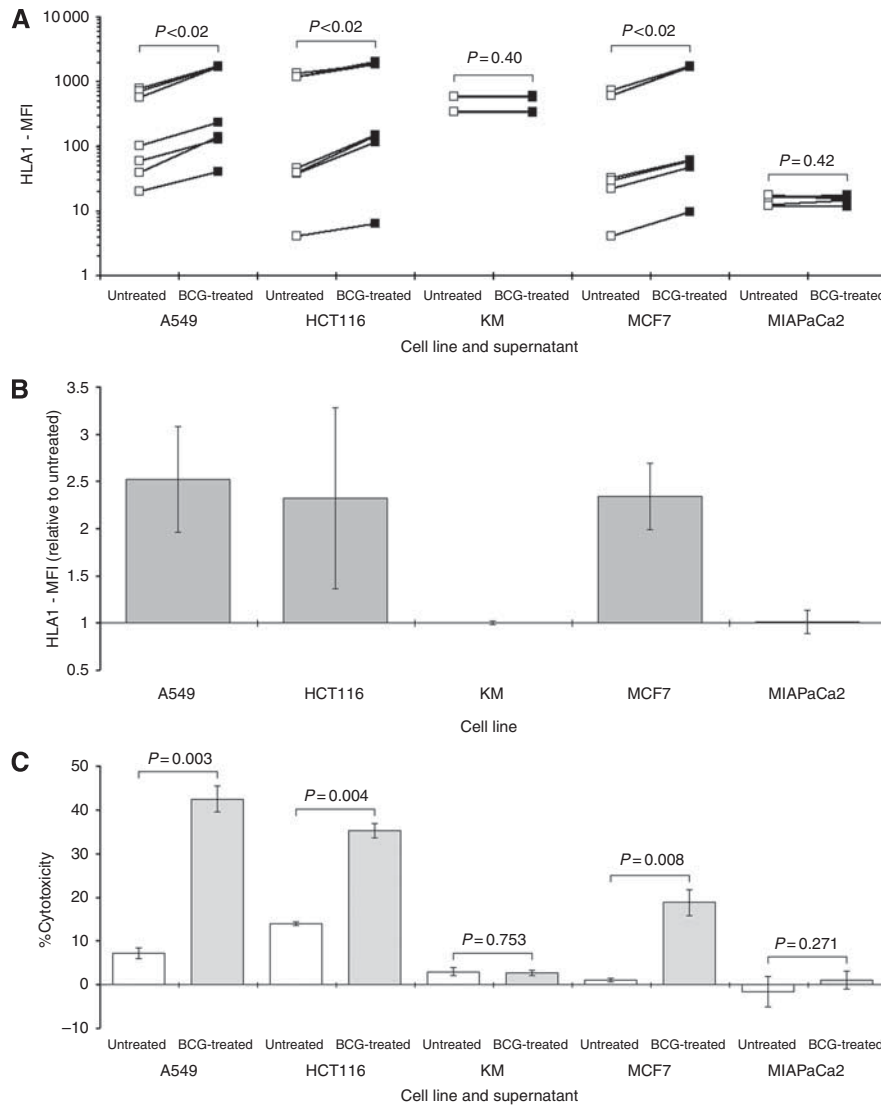 A
10 000
1000
100
10
1
HLA1 - MFI
P<0.02
P<0.02
P=0.40
P<0.02
P=0.42
Untreated BCG-treated Untreated BCG-treated Untreated BCG-treated Untreated BCG-treated Untreated BCG-treated
A549 HCT116 KM MCF7 MIAPaCa2
Cell line and supernatant
B
3.5
3
2.5
2
1.5
1
0.5
HLA1 - MFI (relative to untreated)
A549 HCT116 KM MCF7 MIAPaCa2
Cell line
C
50
40
30
20
10
0
–10
%Cytotoxicity
P=0.003
P=0.004
P=0.753
P=0.008
P=0.271
Untreated BCG-treated Untreated BCG-treated Untreated BCG-treated Untreated BCG-treated Untreated BCG-treated
A549 HCT116 KM MCF7 MIAPaCa2
Cell line and supernatant